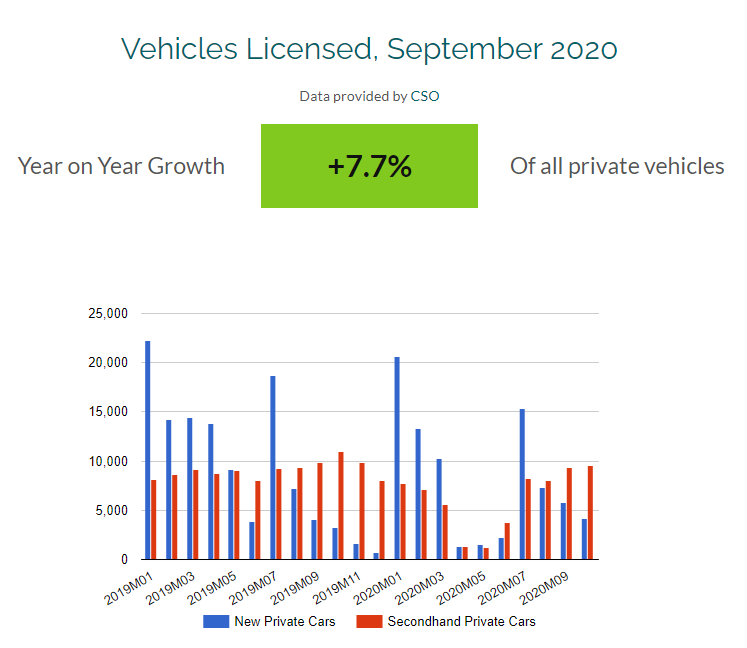 Vehicles Licensed, September 2020
Data provided by CSO
Year on Year Growth
+7.7%
Of all private vehicles
25,000
20,000
15,000
10,000
5,000
0
2019M01
2019M03
2019M05
2019M07
2019M09
2019M11
2020M01
2020M03
2020M05
2020M07
2020M09
New Private Cars
Secondhand Private Cars